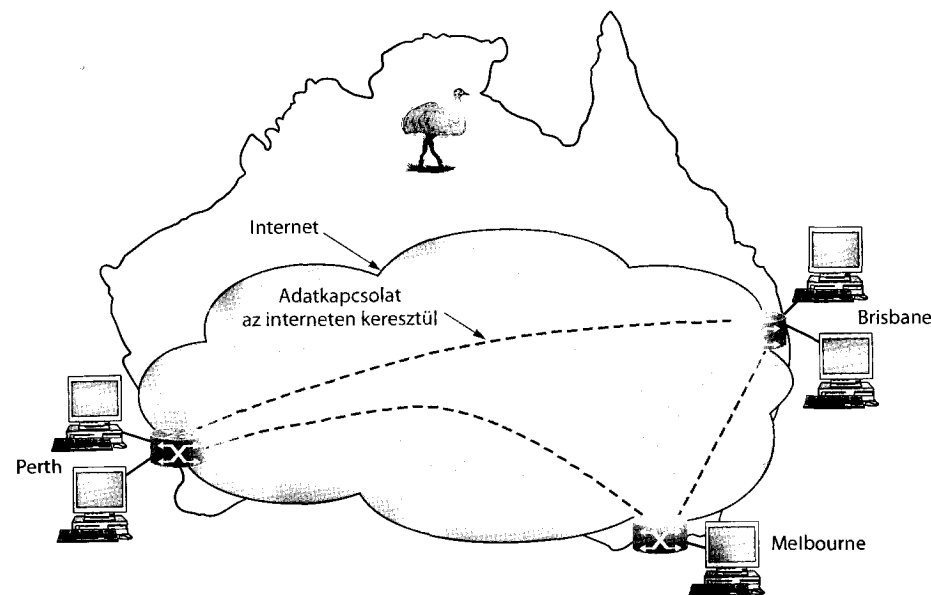 Internet
Adatkapcsolat
az interneten keresztül
Brisbane
Perth
Melbourne